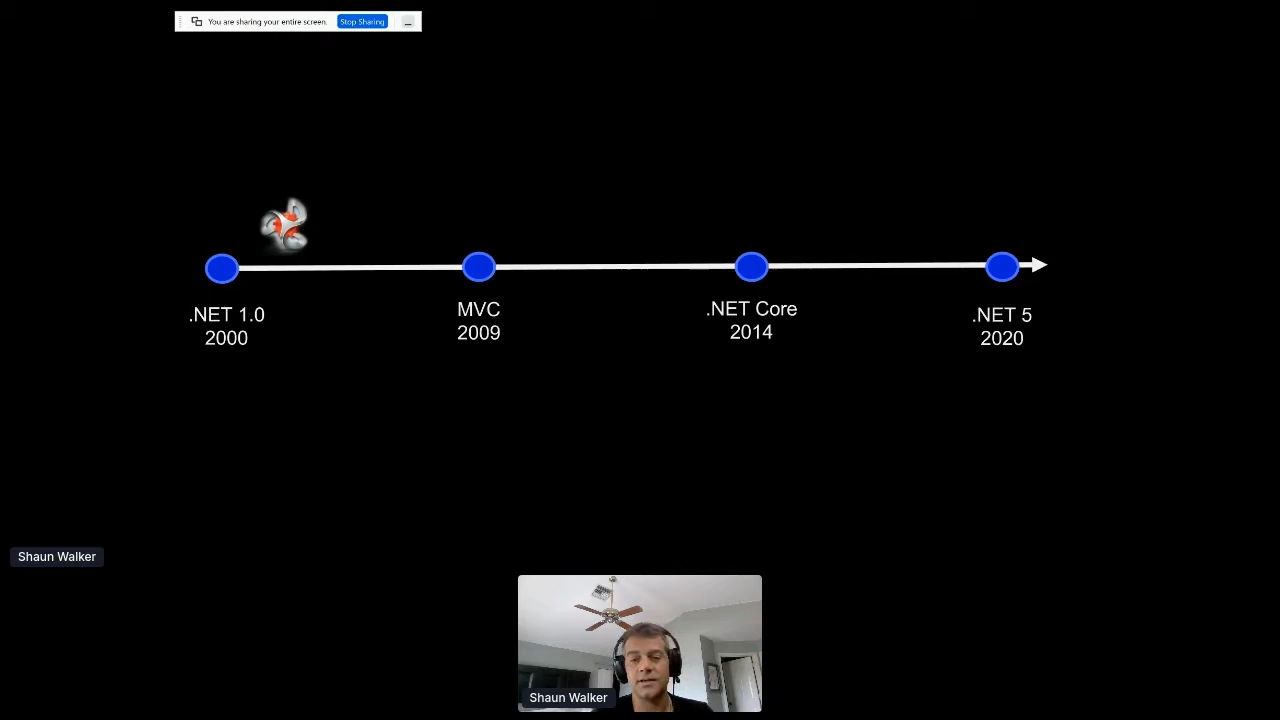 You are sharing your entire screen. Stop Sharing
.NET 1.0
2000
MVC
2009
.NET Core
2014
.NET 5
2020
Shaun Walker
Shaun Walker